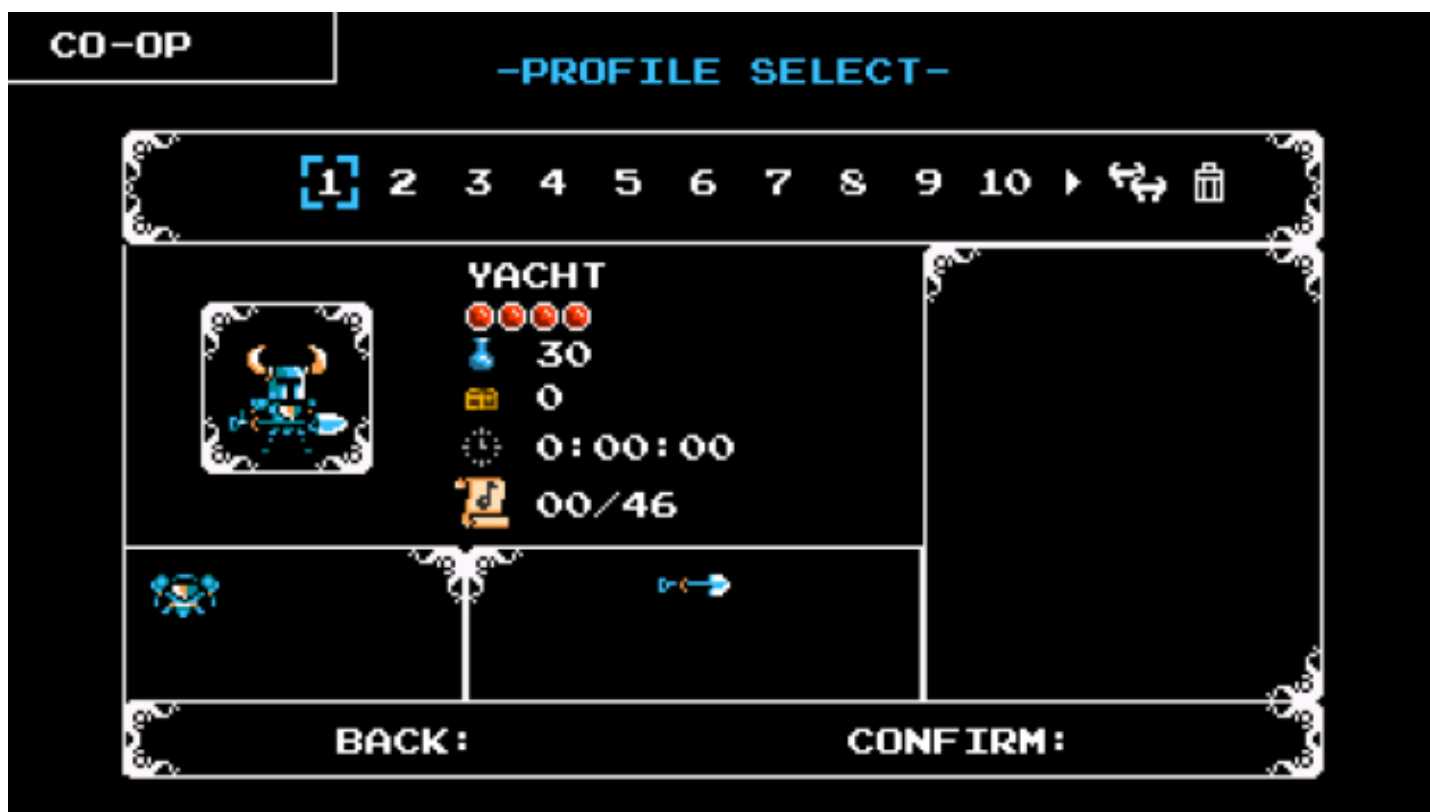 CO-OP
-PROFILE SELECT-
1 2 3 4 5 6 7 8 9 10
YACHT
30
0
0:00:00
00/46
BACK: CONFIRM: